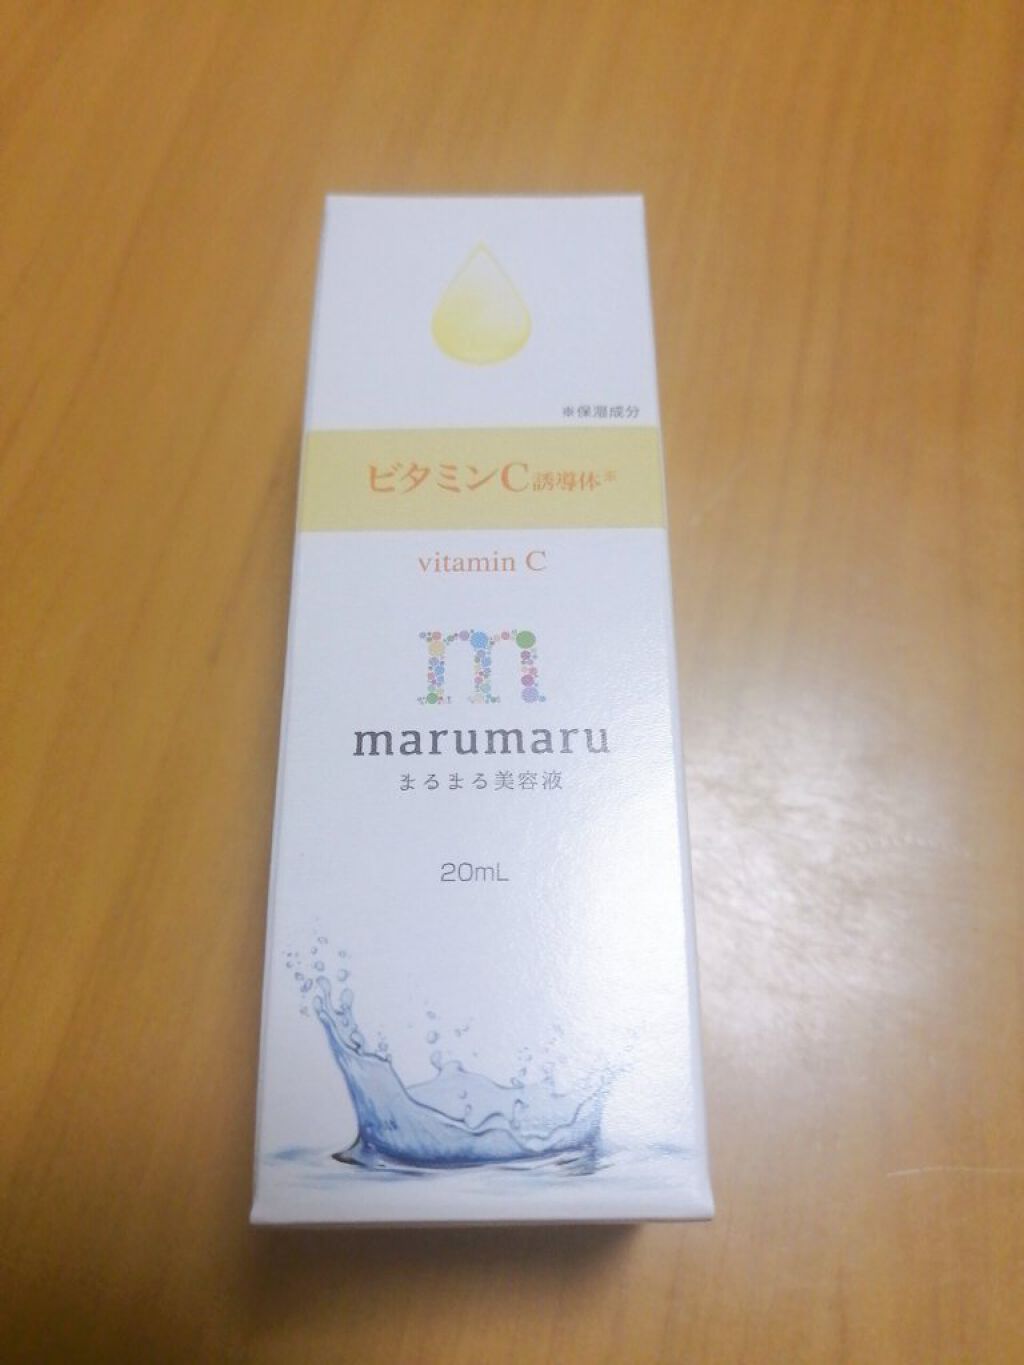 ※保湿成分
ビタミンC誘導体※
vitamin C
m
marumaru
まるまる美容液
20mL